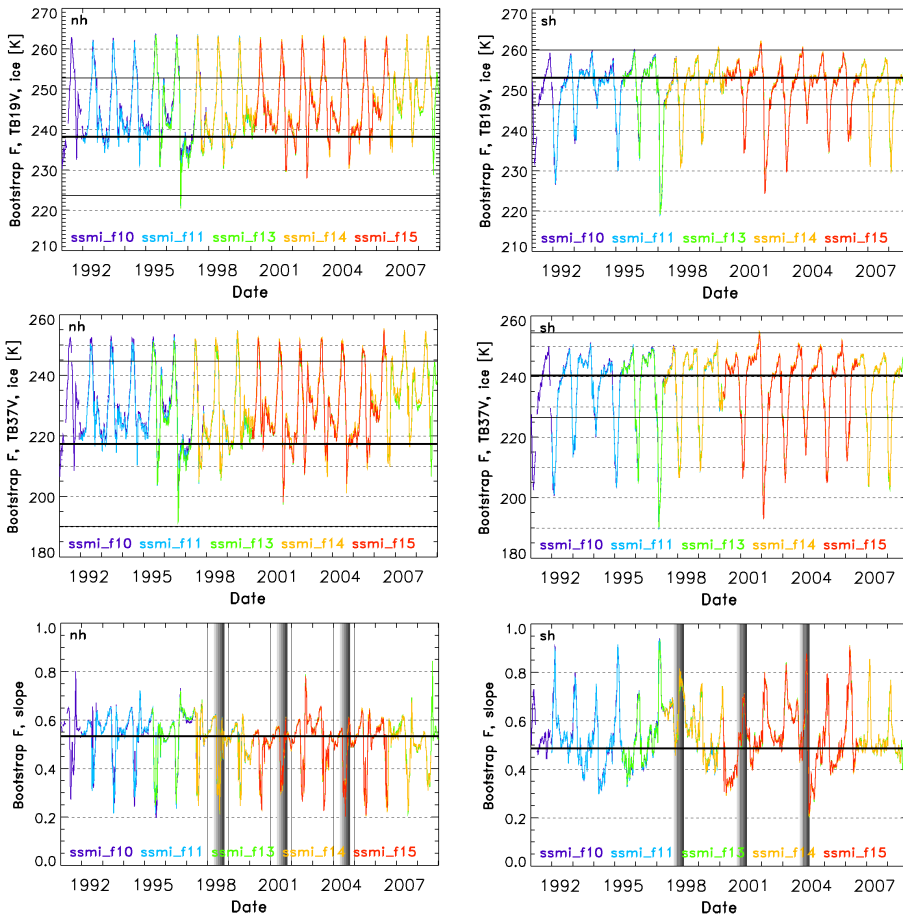 nh
Bootstrap F, TB19V, ice [K]
270
260
250
240
230
220
210
ssmi_f10 ssmi_f11 ssmi_f13 ssmi_f14 ssmi_f15
1992 1995 1998 2001 2004 2007
Date
sh
Bootstrap F, TB19V, ice [K]
270
260
250
240
230
220
210
ssmi_f10 ssmi_f11 ssmi_f13 ssmi_f14 ssmi_f15
1992 1995 1998 2001 2004 2007
Date
nh
Bootstrap F, TB37V, ice [K]
260
240
220
200
180
ssmi_f10 ssmi_f11 ssmi_f13 ssmi_f14 ssmi_f15
1992 1995 1998 2001 2004 2007
Date
sh
Bootstrap F, TB37V, ice [K]
260
240
220
200
180
ssmi_f10 ssmi_f11 ssmi_f13 ssmi_f14 ssmi_f15
1992 1995 1998 2001 2004 2007
Date
nh
Bootstrap F, slope
1.0
0.8
0.6
0.4
0.2
0.0
ssmi_f10 ssmi_f11 ssmi_f13 ssmi_f14 ssmi_f15
1992 1995 1998 2001 2004 2007
Date
sh
Bootstrap F, slope
1.0
0.8
0.6
0.4
0.2
0.0
ssmi_f10 ssmi_f11 ssmi_f13 ssmi_f14 ssmi_f15
1992 1995 1998 2001 2004 2007
Date